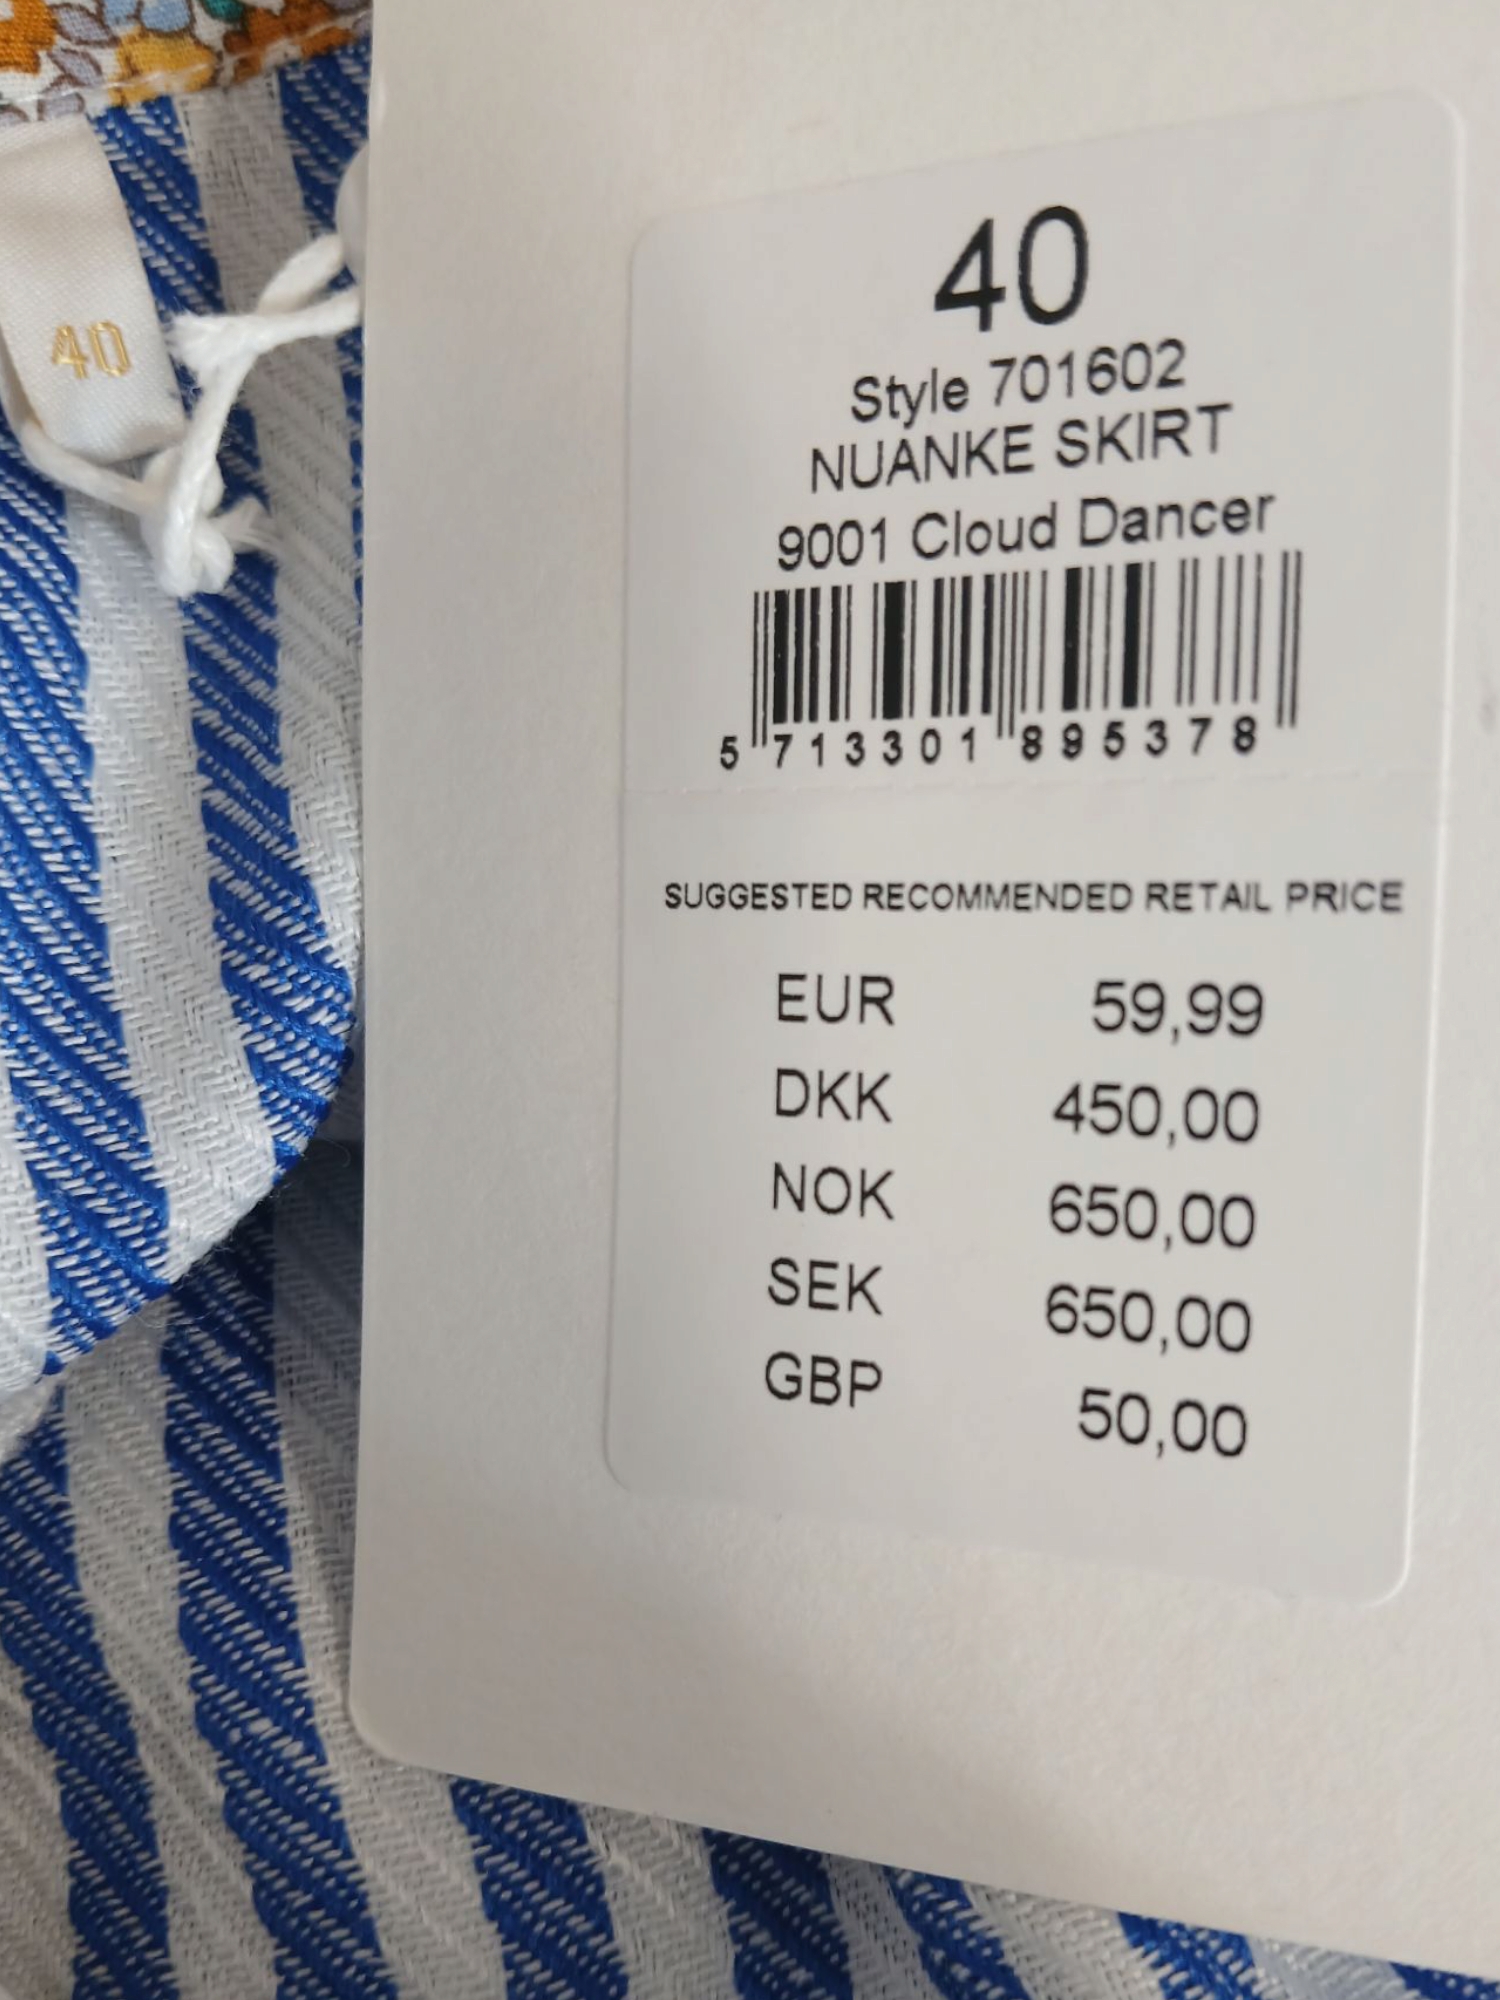 40
40
Style 701602
NUANKE SKIRT
9001 Cloud Dancer
5 713301 895378
SUGGESTED RECOMMENDED RETAIL PRICE
EUR 59,99
DKK 450,00
NOK 650,00
SEK 650,00
GBP 50,00